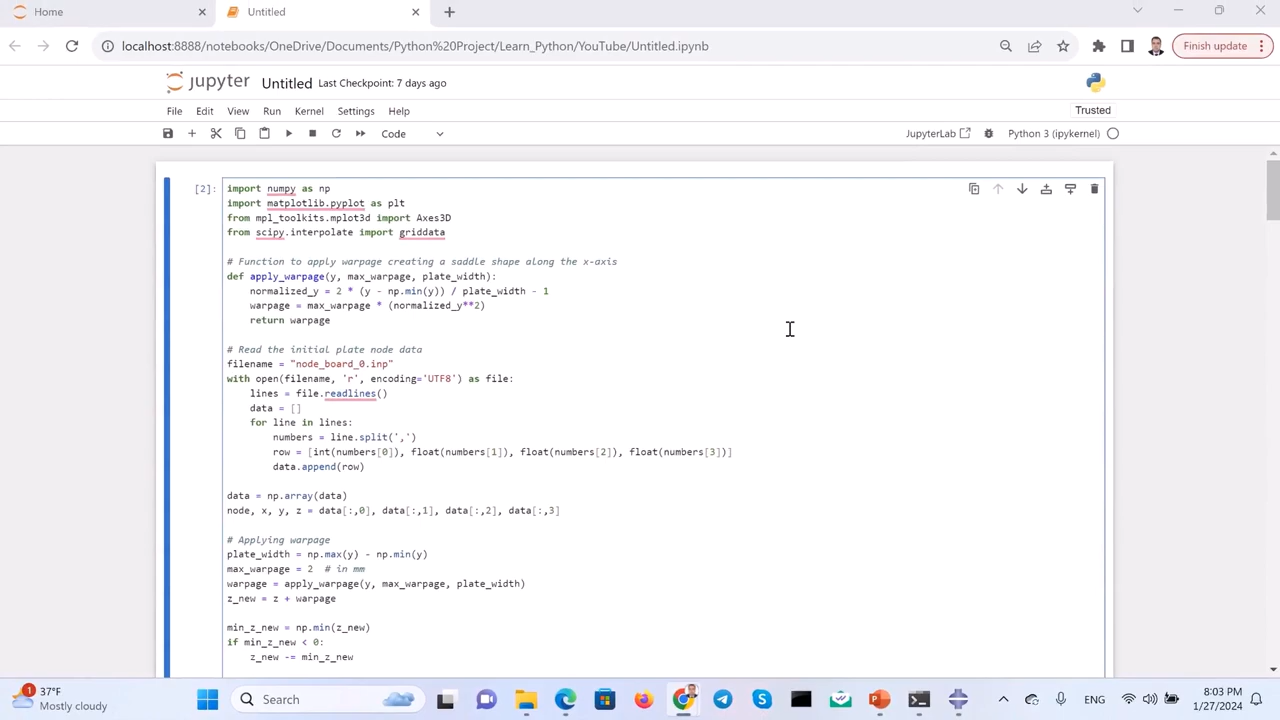 Home
Untitled
localhost:8888/notebooks/OneDrive/Documents/Python%20Project/Learn_Python/YouTube/Untitled.ipynb
Finish update
jupyter Untitled Last Checkpoint: 7 days ago
File Edit View Run Kernel Settings Help
Trusted
Code
JupyterLab
Python 3 (ipykernel)
[2]:
import numpy as np
import matplotlib.pyplot as plt
from mpl_toolkits.mplot3d import Axes3D
from scipy.interpolate import griddata
# Function to apply warpage creating a saddle shape along the x-axis
def apply_warpage(y, max_warpage, plate_width):
    normalized_y = 2 * (y - np.min(y)) / plate_width - 1
    warpage = max_warpage * (normalized_y**2)
    return warpage
# Read the initial plate node data
filename = "node_board_0.inp"
with open(filename, 'r', encoding='UTF8') as file:
    lines = file.readlines()
    data = []
    for line in lines:
        numbers = line.split(',')
        row = [int(numbers[0]), float(numbers[1]), float(numbers[2]), float(numbers[3])]
        data.append(row)
data = np.array(data)
node, x, y, z = data[:,0], data[:,1], data[:,2], data[:,3]
# Applying warpage
plate_width = np.max(y) - np.min(y)
max_warpage = 2  # in mm
warpage = apply_warpage(y, max_warpage, plate_width)
z_new = z + warpage
min_z_new = np.min(z_new)
if min_z_new < 0:
    z_new -= min_z_new
1
37°F
Mostly cloudy
Search
ENG
8:03 PM
1/27/2024